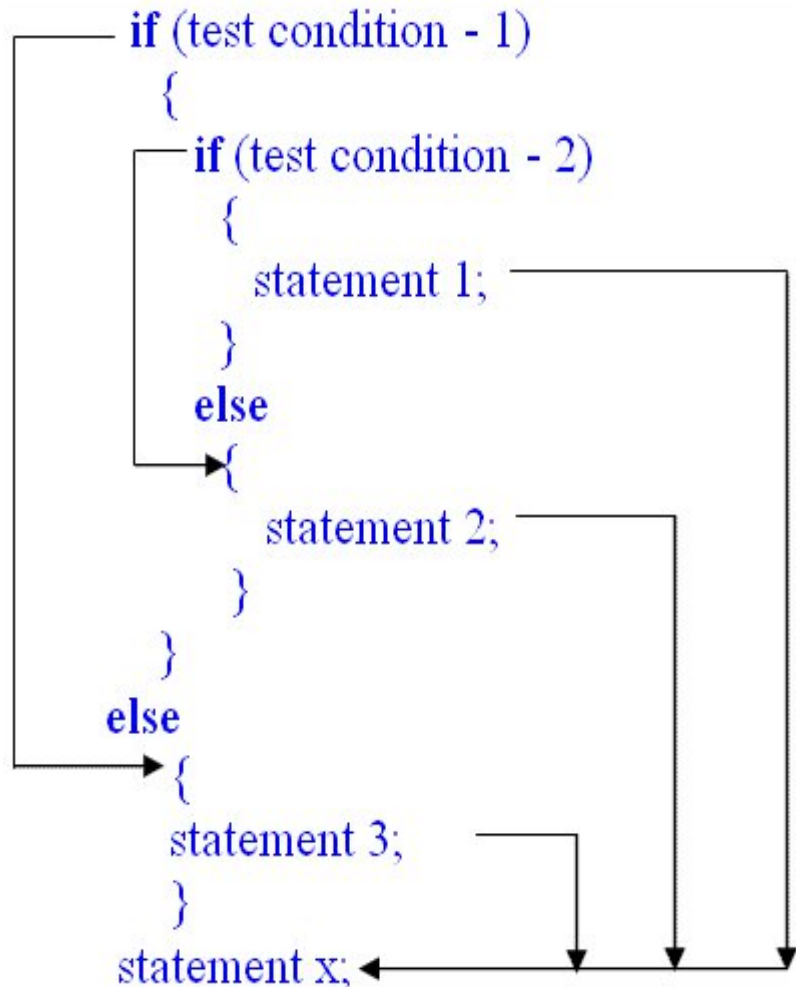 if (test condition - 1)
{
if (test condition - 2)
{
statement 1;
}
else
{
statement 2;
}
}
else
{
statement 3;
}
statement x;